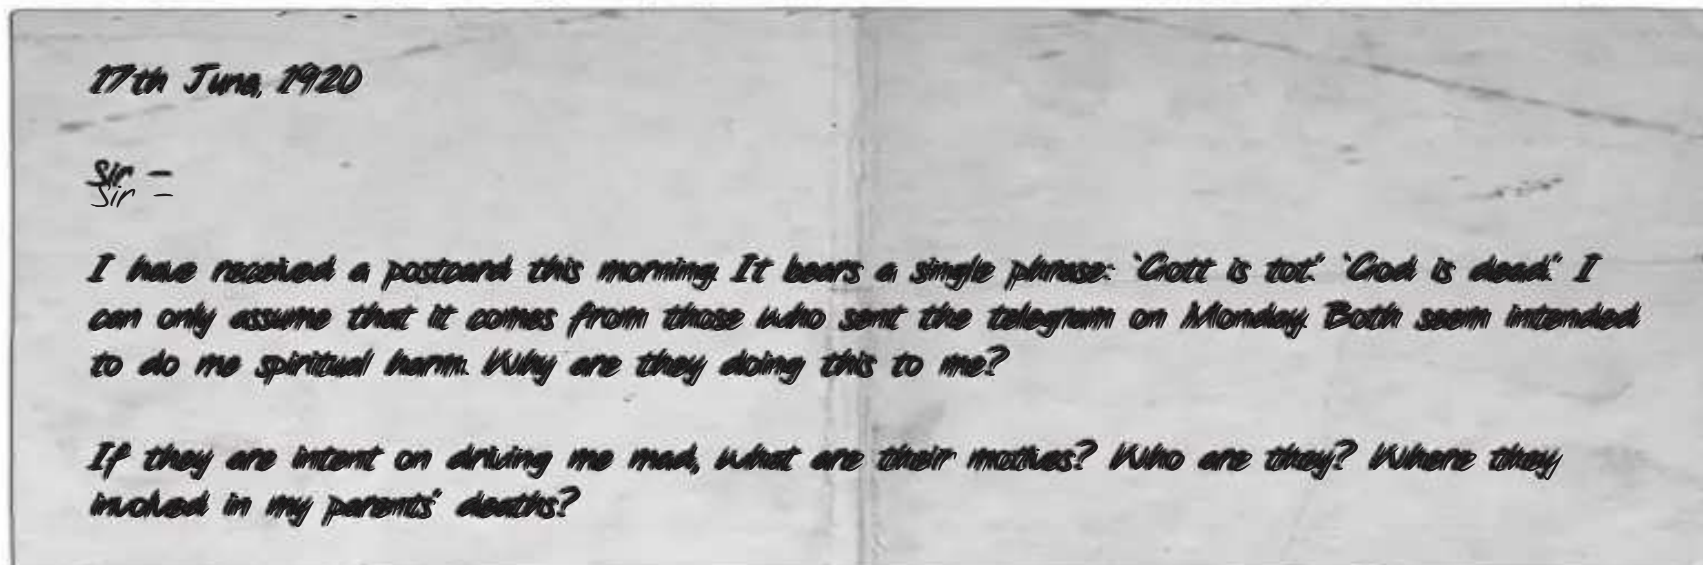 17th June, 1920
Sir –
I have received a postcard this morning. It bears a single phrase: ‘Gott is tot.’ ‘God is dead.’ I
can only assume that it comes from those who sent the telegram on Monday. Both seem intended
to do me spiritual harm. Why are they doing this to me?
If they are intent on driving me mad, what are their motives? Who are they? Where they
involved in my parents’ deaths?